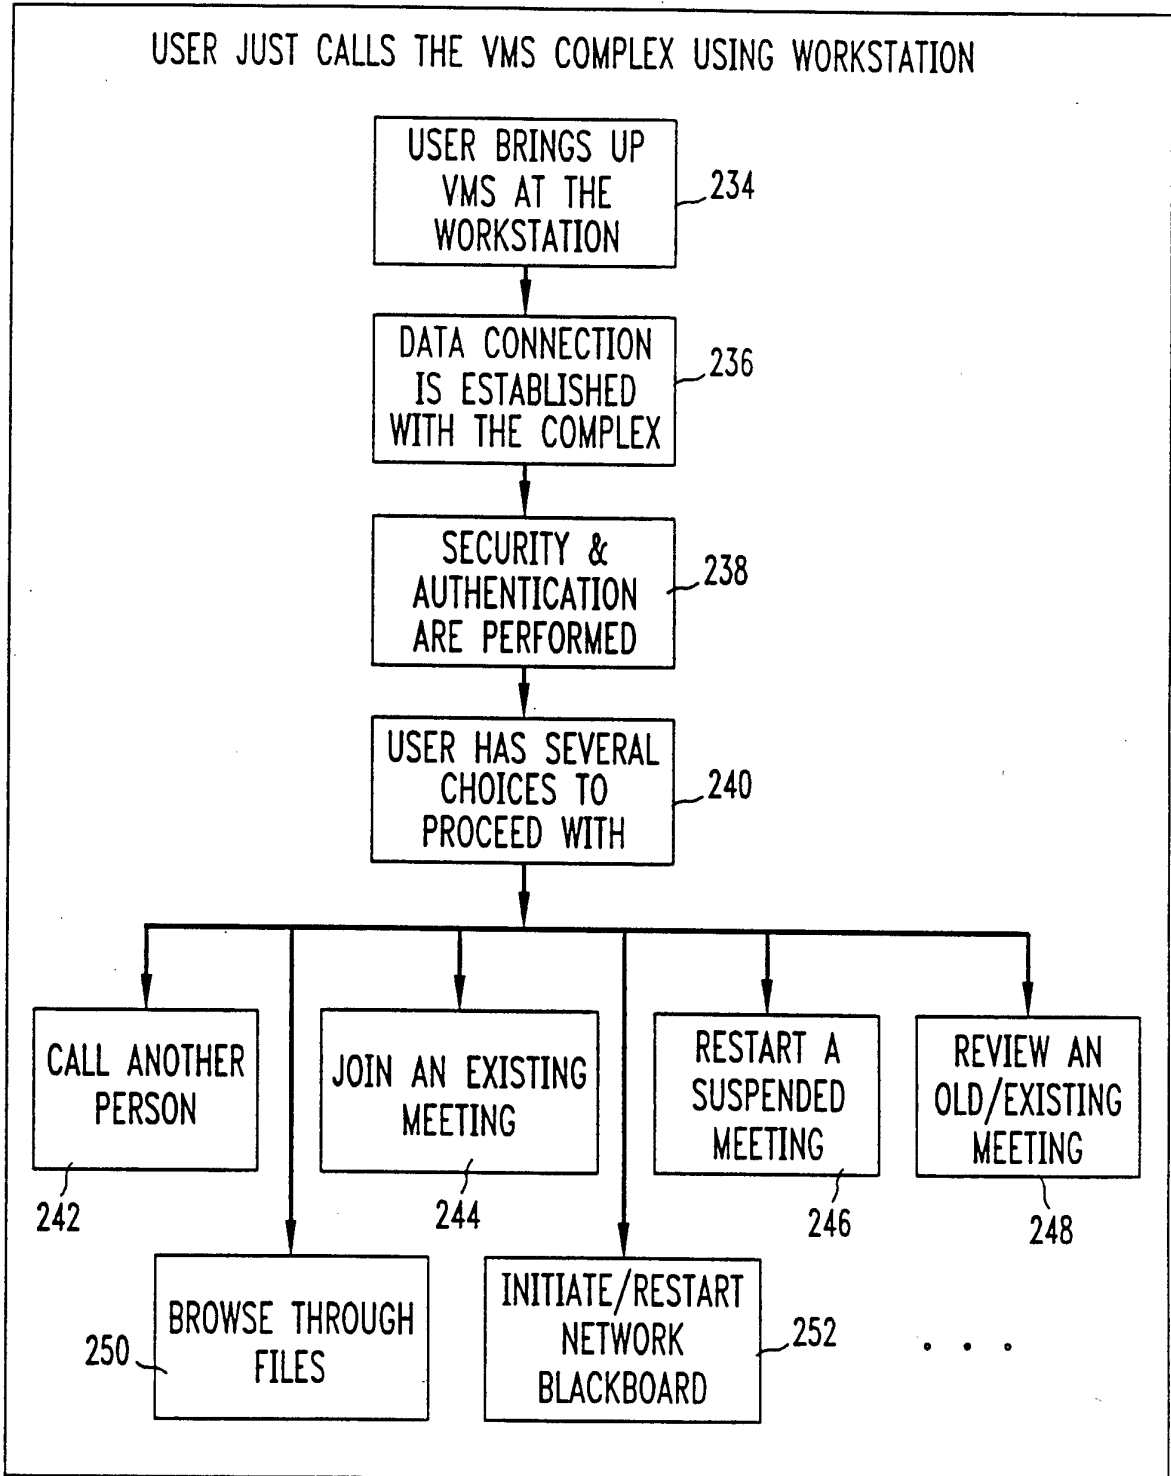 USER JUST CALLS THE VMS COMPLEX USING WORKSTATION
USER BRINGS UP
VMS AT THE
WORKSTATION
234
DATA CONNECTION
IS ESTABLISHED
WITH THE COMPLEX
236
SECURITY &
AUTHENTICATION
ARE PERFORMED
238
USER HAS SEVERAL
CHOICES TO
PROCEED WITH
240
CALL ANOTHER
PERSON
242
JOIN AN EXISTING
MEETING
244
RESTART A
SUSPENDED
MEETING
246
REVIEW AN
OLD/EXISTING
MEETING
248
BROWSE THROUGH
FILES
250
INITIATE/RESTART
NETWORK
BLACKBOARD
252
. . .